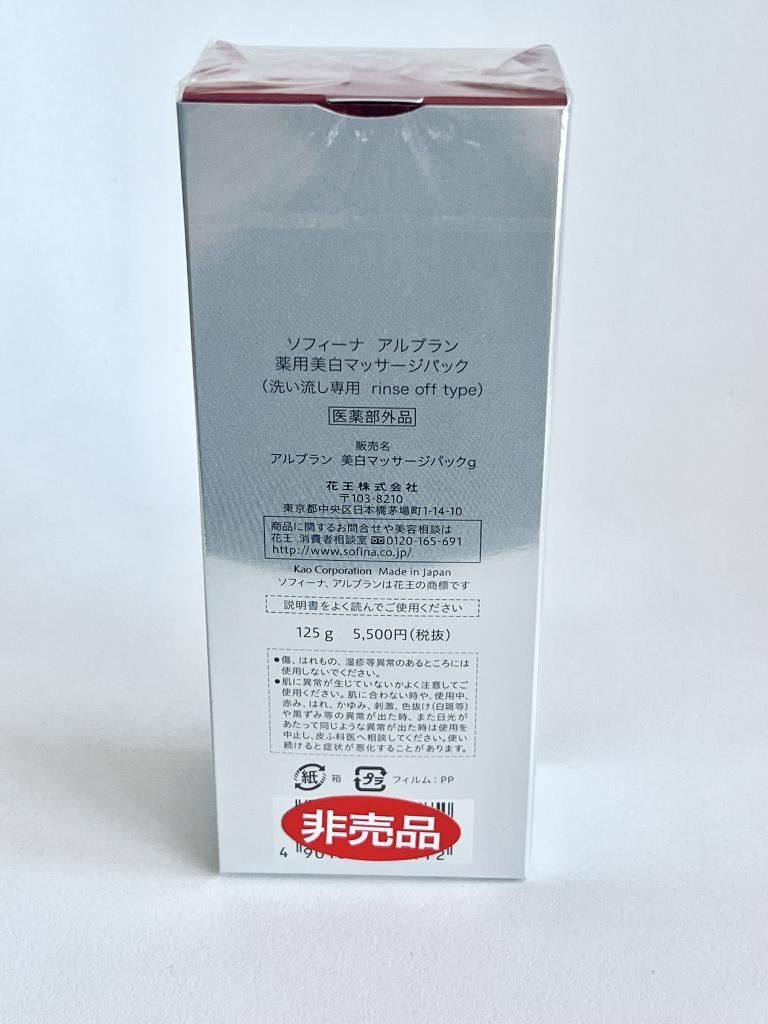 ソフィーナ アルブラン
薬用美白マッサージパック
(洗い流し専用 rinse off type)
医薬部外品
販売名
アルブラン 美白マッサージパックg
花王株式会社
〒103-8210
東京都中央区日本橋茅場町1-14-10
商品に関するお問合せや美容相談は
花王 消費者相談室 0120-165-691
http://www.sofina.co.jp/
Kao Corporation Made in Japan
ソフィーナ、アルブランは花王の商標です
説明書をよく読んでご使用ください
125g 5,500円(税抜)
●傷、はれもの、湿疹等異常のあるところには
使用しないでください。
●肌に異常が生じていないかよく注意してご
使用ください。肌に合わない時や、使用中、
赤み、はれ、かゆみ、刺激、色抜け(白斑等)
や黒ずみ等の異常が出た時、また日光が
あたって同じような異常が出た時は使用を
中止し、皮ふ科医へ相談してください。使い
続けると症状が悪化することがあります。
紙 箱 プラ フィルム:PP
非売品